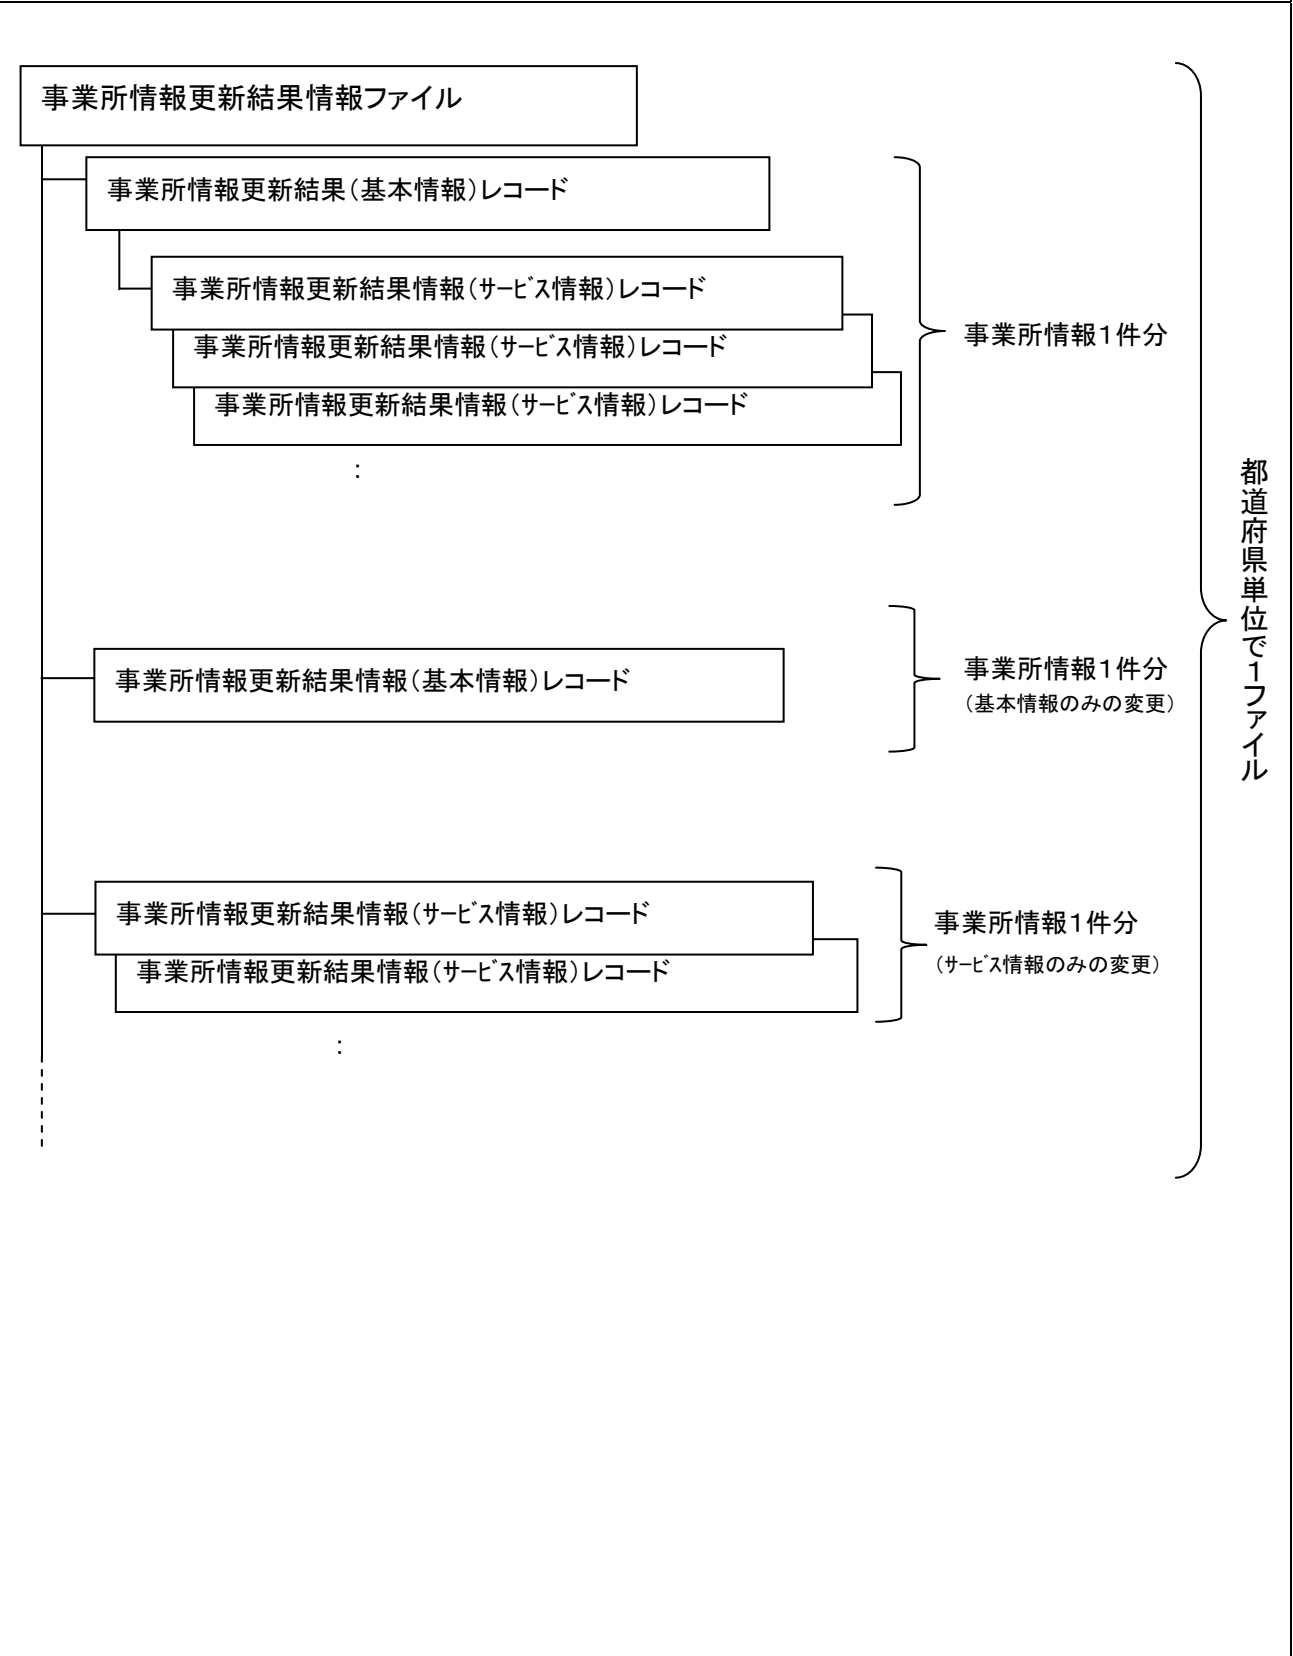 事業所情報更新結果情報ファイル
事業所情報更新結果（基本情報）レコード
事業所情報更新結果情報（ｻｰﾋﾞｽ情報）レコード
事業所情報更新結果情報（ｻｰﾋﾞｽ情報）レコード
事業所情報更新結果情報（ｻｰﾋﾞｽ情報）レコード
：
事業所情報１件分
事業所情報更新結果情報（基本情報）レコード
事業所情報１件分
（基本情報のみの変更）
事業所情報更新結果情報（ｻｰﾋﾞｽ情報）レコード
事業所情報更新結果情報（ｻｰﾋﾞｽ情報）レコード
：
事業所情報１件分
（ｻｰﾋﾞｽ情報のみの変更）
都道府県単位で１ファイル